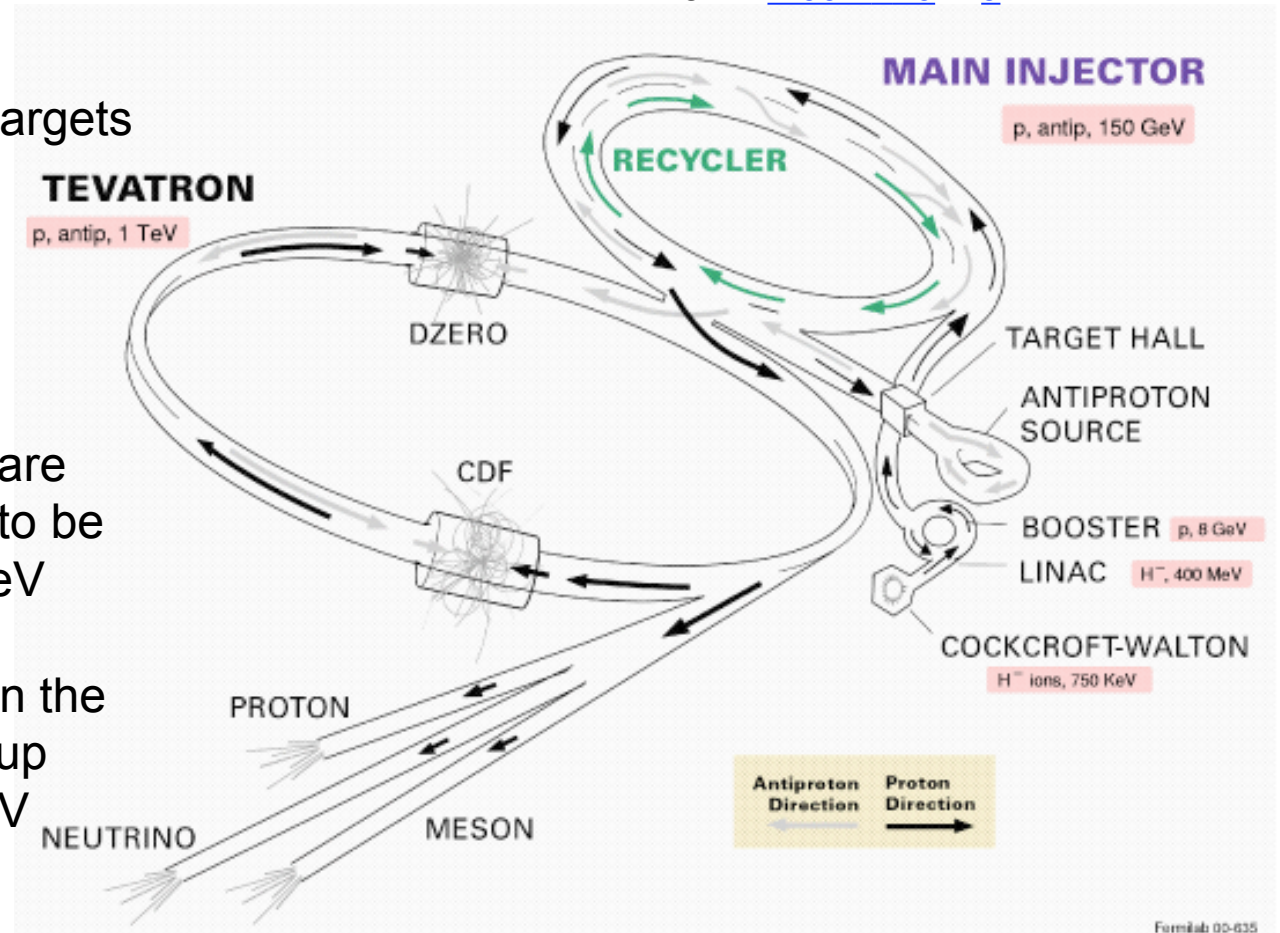 MAIN INJECTOR
p, antip, 150 GeV
argets
RECYCLER
TEVATRON
p, antip, 1 TeV
DZERO
TARGET HALL
ANTIPROTON
SOURCE
are
CDF
to be
BOOSTER p, 8 GeV
eV
LINAC H⁻, 400 MeV
COCKCROFT-WALTON
H⁻ ions, 750 KeV
n the
PROTON
up
Antiproton Proton
Direction Direction
V
NEUTRINO
MESON
Fermilab 00-635